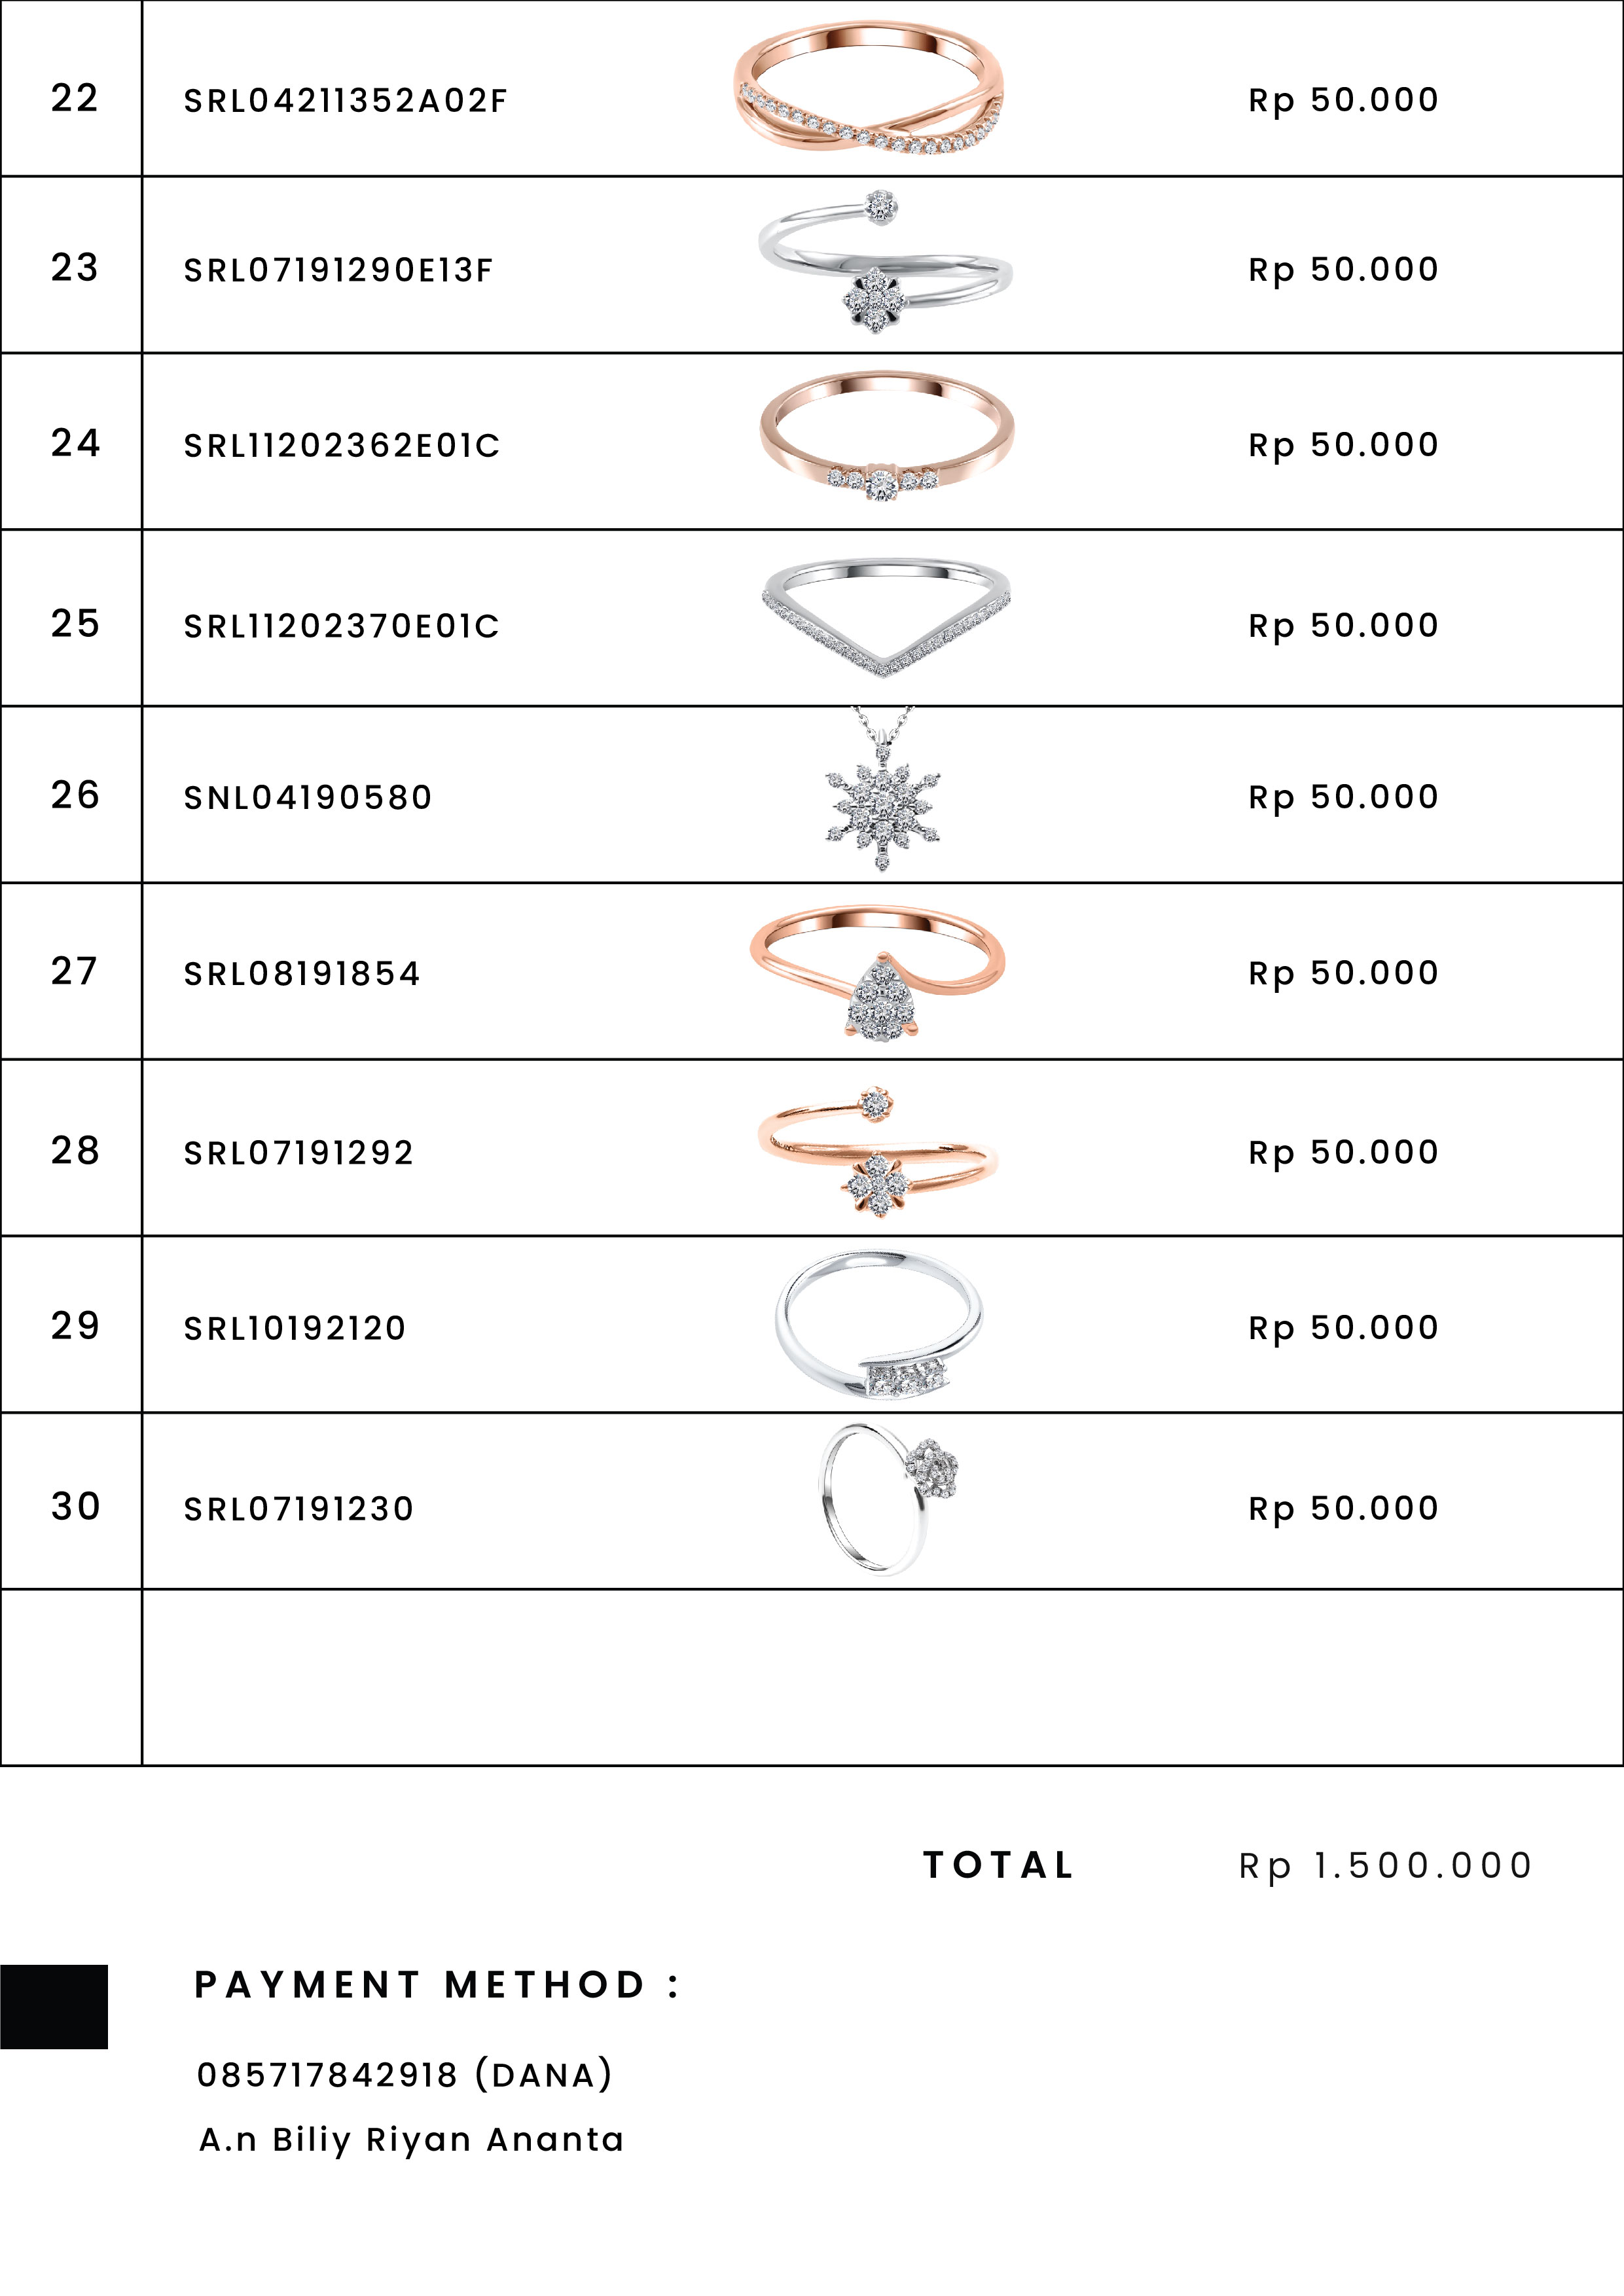 22 SRL04211352A02F Rp 50.000
23 SRL07191290E13F Rp 50.000
24 SRL11202362E01C Rp 50.000
25 SRL11202370E01C Rp 50.000
26 SNL04190580 Rp 50.000
27 SRL08191854 Rp 50.000
28 SRL07191292 Rp 50.000
29 SRL10192120 Rp 50.000
30 SRL07191230 Rp 50.000
TOTAL Rp 1.500.000
PAYMENT METHOD :
085717842918 (DANA)
A.n Biliy Riyan Ananta